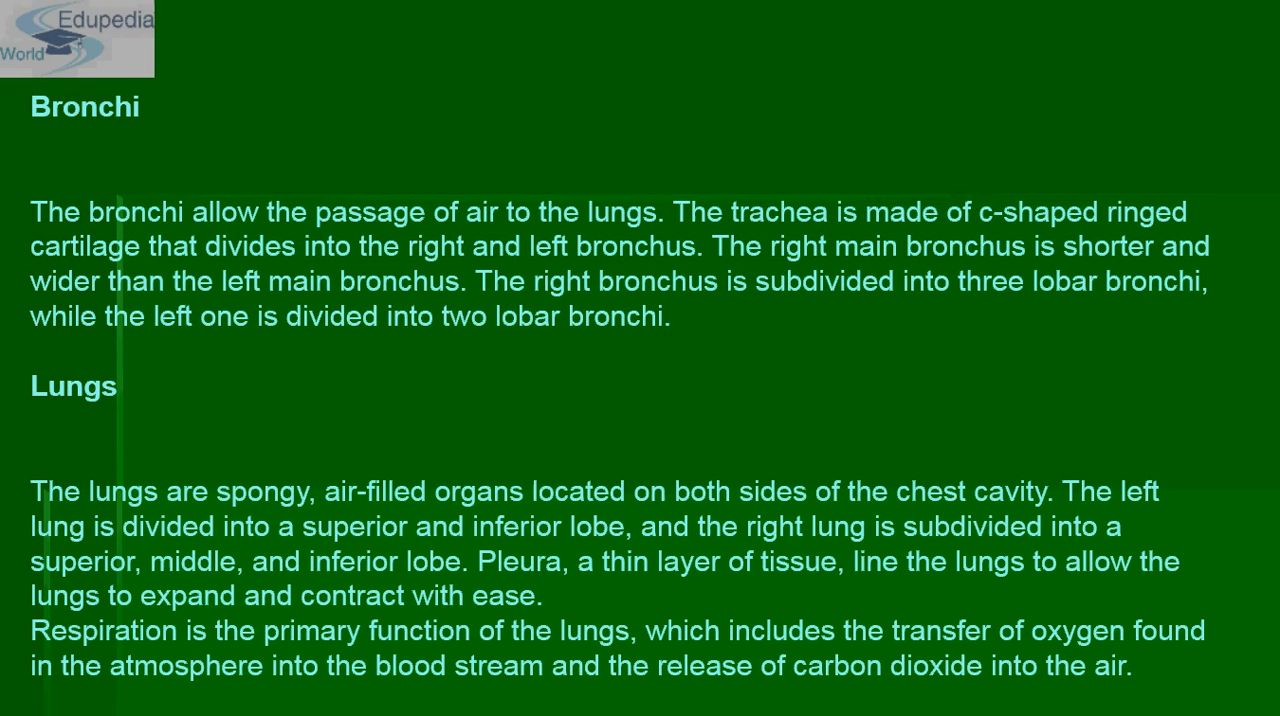 Edupedia
World
Bronchi
The bronchi allow the passage of air to the lungs. The trachea is made of c-shaped ringed
cartilage that divides into the right and left bronchus. The right main bronchus is shorter and
wider than the left main bronchus. The right bronchus is subdivided into three lobar bronchi,
while the left one is divided into two lobar bronchi.
Lungs
The lungs are spongy, air-filled organs located on both sides of the chest cavity. The left
lung is divided into a superior and inferior lobe, and the right lung is subdivided into a
superior, middle, and inferior lobe. Pleura, a thin layer of tissue, line the lungs to allow the
lungs to expand and contract with ease.
Respiration is the primary function of the lungs, which includes the transfer of oxygen found
in the atmosphere into the blood stream and the release of carbon dioxide into the air.